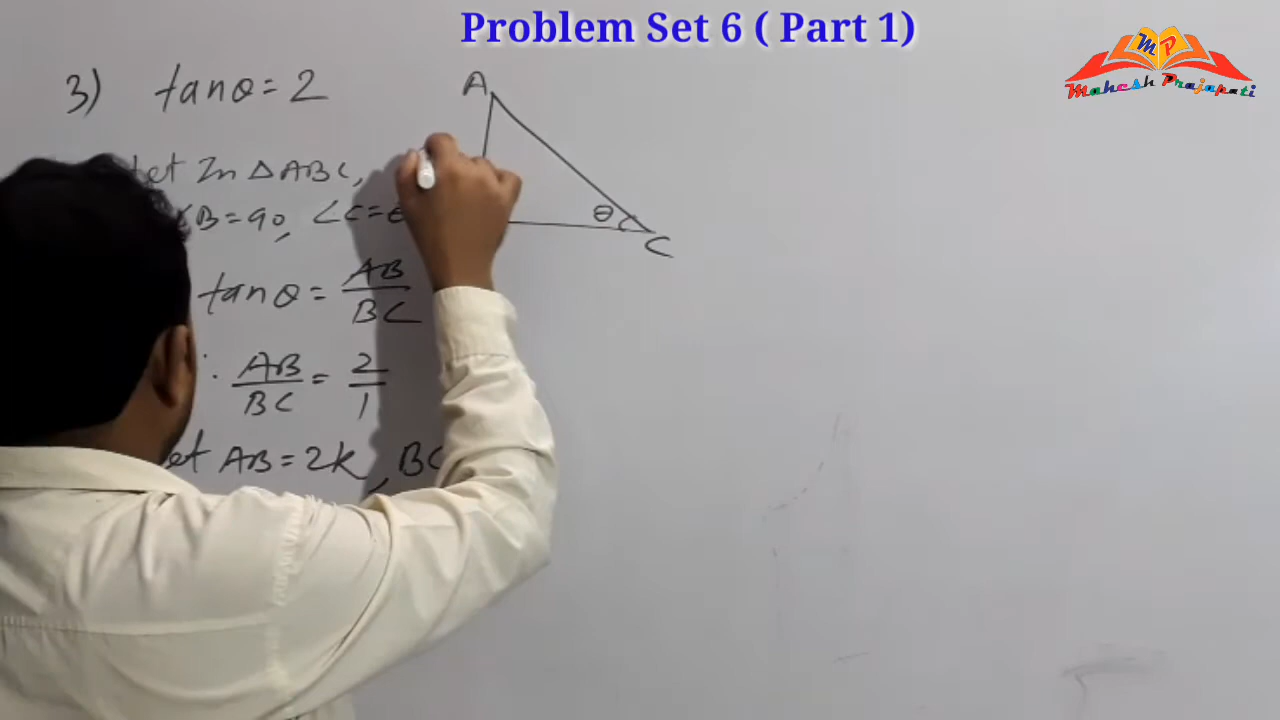 Problem Set 6 ( Part 1)
MP
Mahesh Prajapati
3) tanθ = 2
A
Let In △ABC,
∠B = 90, ∠C = θ
θ
C
tanθ = AB/BC
∴ AB/BC = 2/1
Let AB = 2k, BC